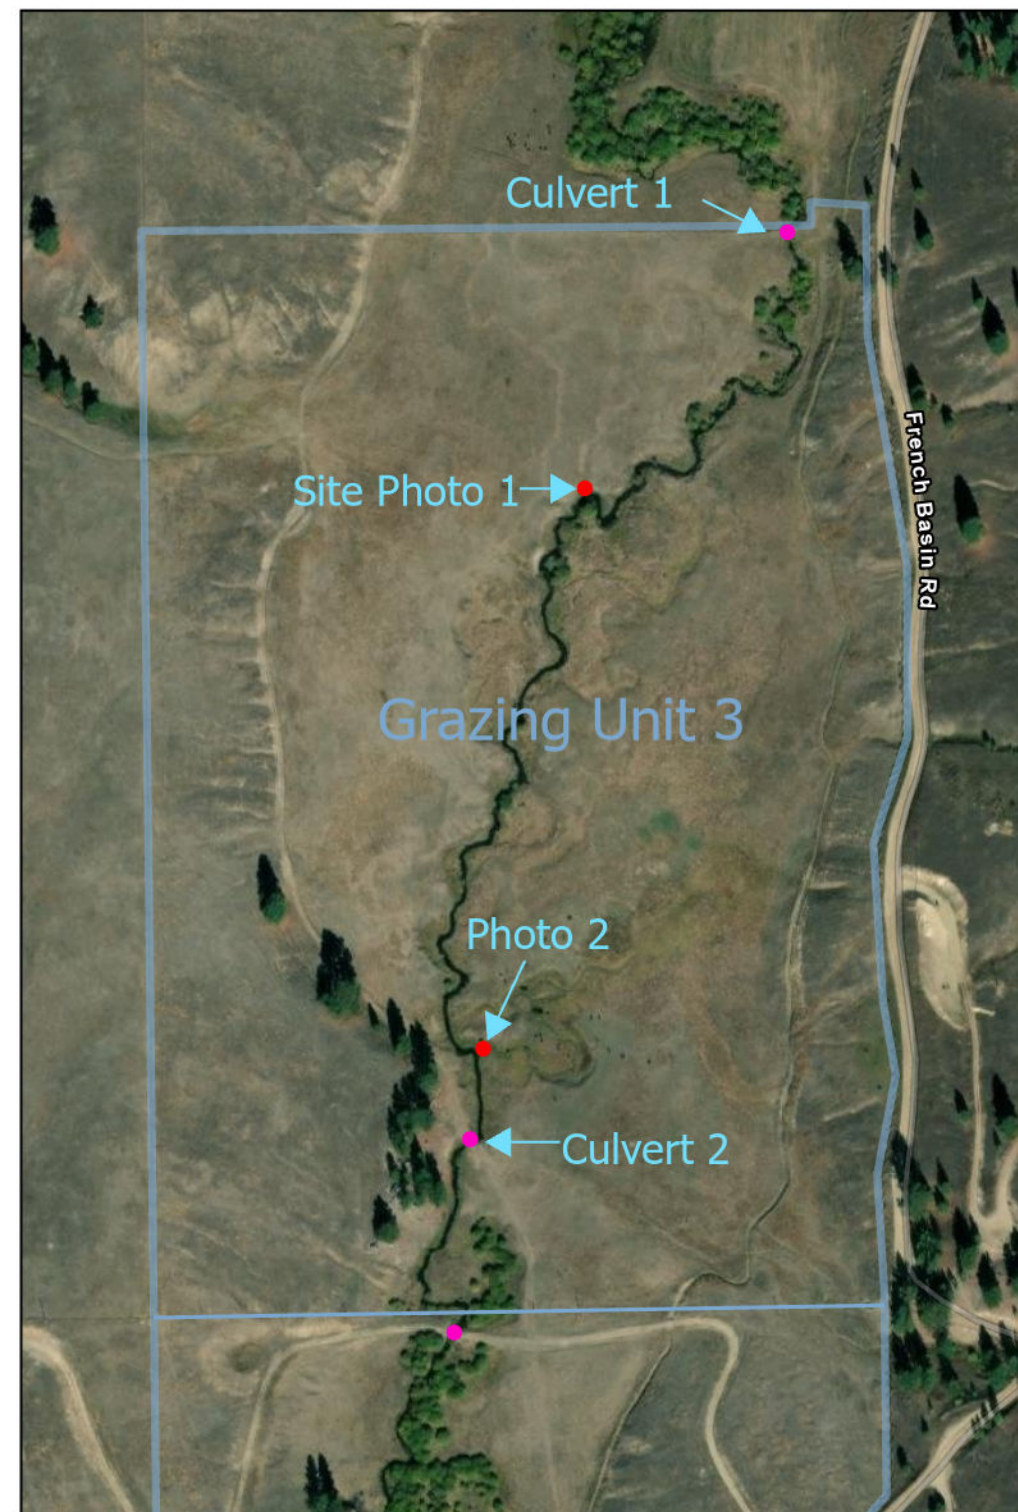 Culvert 1
Site Photo 1
French Basin Rd
Grazing Unit 3
Photo 2
Culvert 2